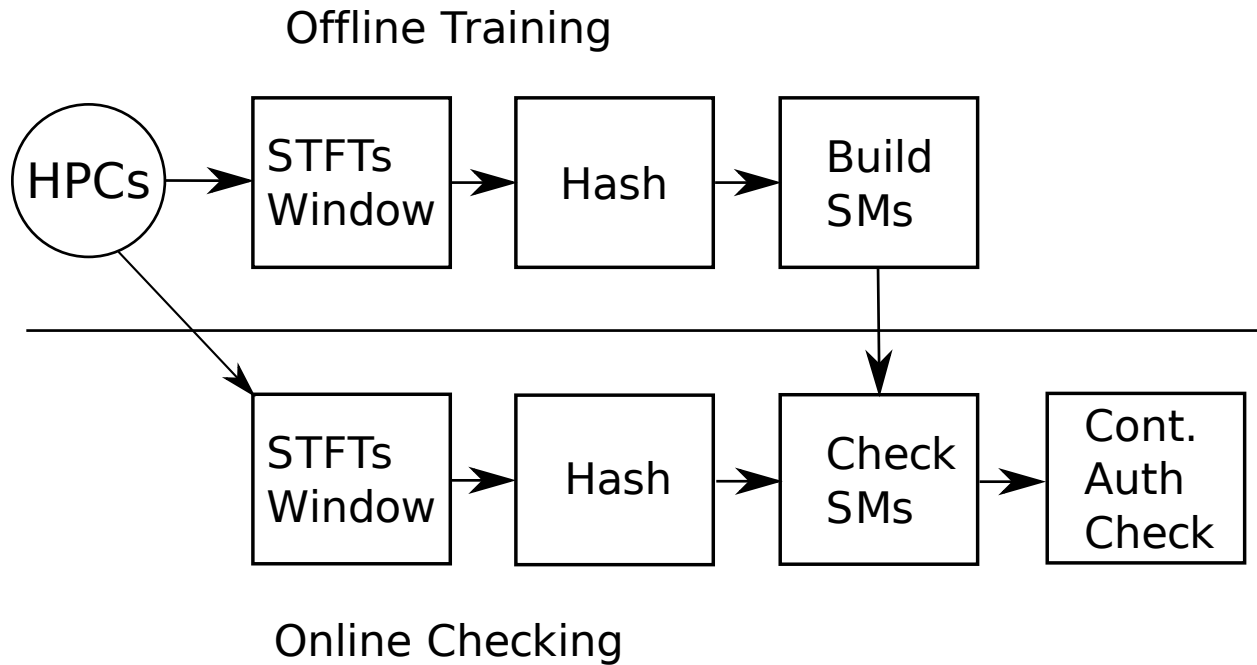 Offline Training
HPCs
STFTs
Window
Hash
Build
SMs
STFTs
Window
Hash
Check
SMs
Cont.
Auth
Check
Online Checking